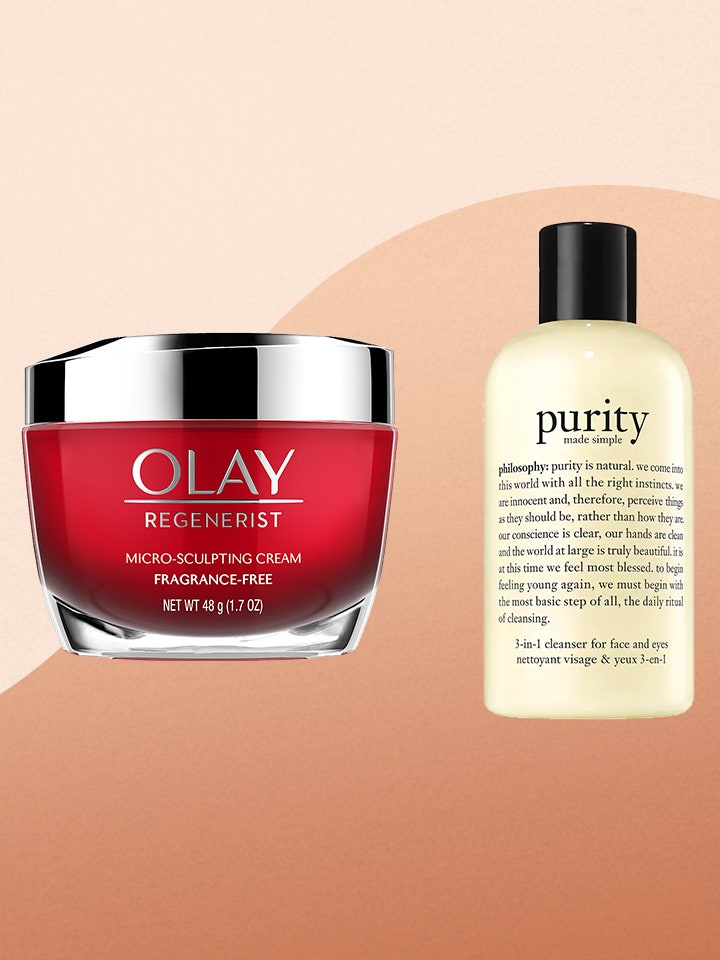 OLAY
REGENERIST
MICRO-SCULPTING CREAM
FRAGRANCE-FREE
NET WT 48 g (1.7 OZ)
purity
made simple
philosophy: purity is natural. we come into
this world with all the right instincts. we
are innocent and, therefore, perceive things
as they should be, rather than how they are.
our conscience is clear, our hands are clean
and the world at large is truly beautiful. it is
at this time we feel most blessed. to begin
feeling young again, we must begin with
the most basic step of all, the daily ritual
of cleansing.
3-in-1 cleanser for face and eyes
nettoyant visage & yeux 3-en-1